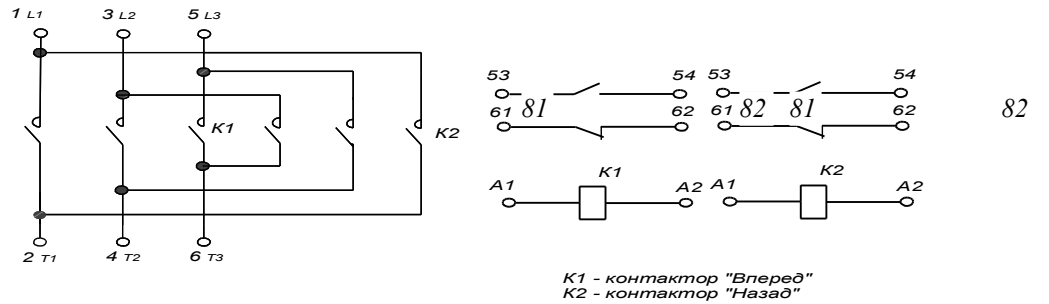 1 L1 3 L2 5 L3
K1 K2
2 T1 4 T2 6 T3
53 54 53 54
81 82 81 82
61 62 61 62
A1 K1 A2 A1 K2 A2
K1 - контактор "Вперед"
K2 - контактор "Назад"